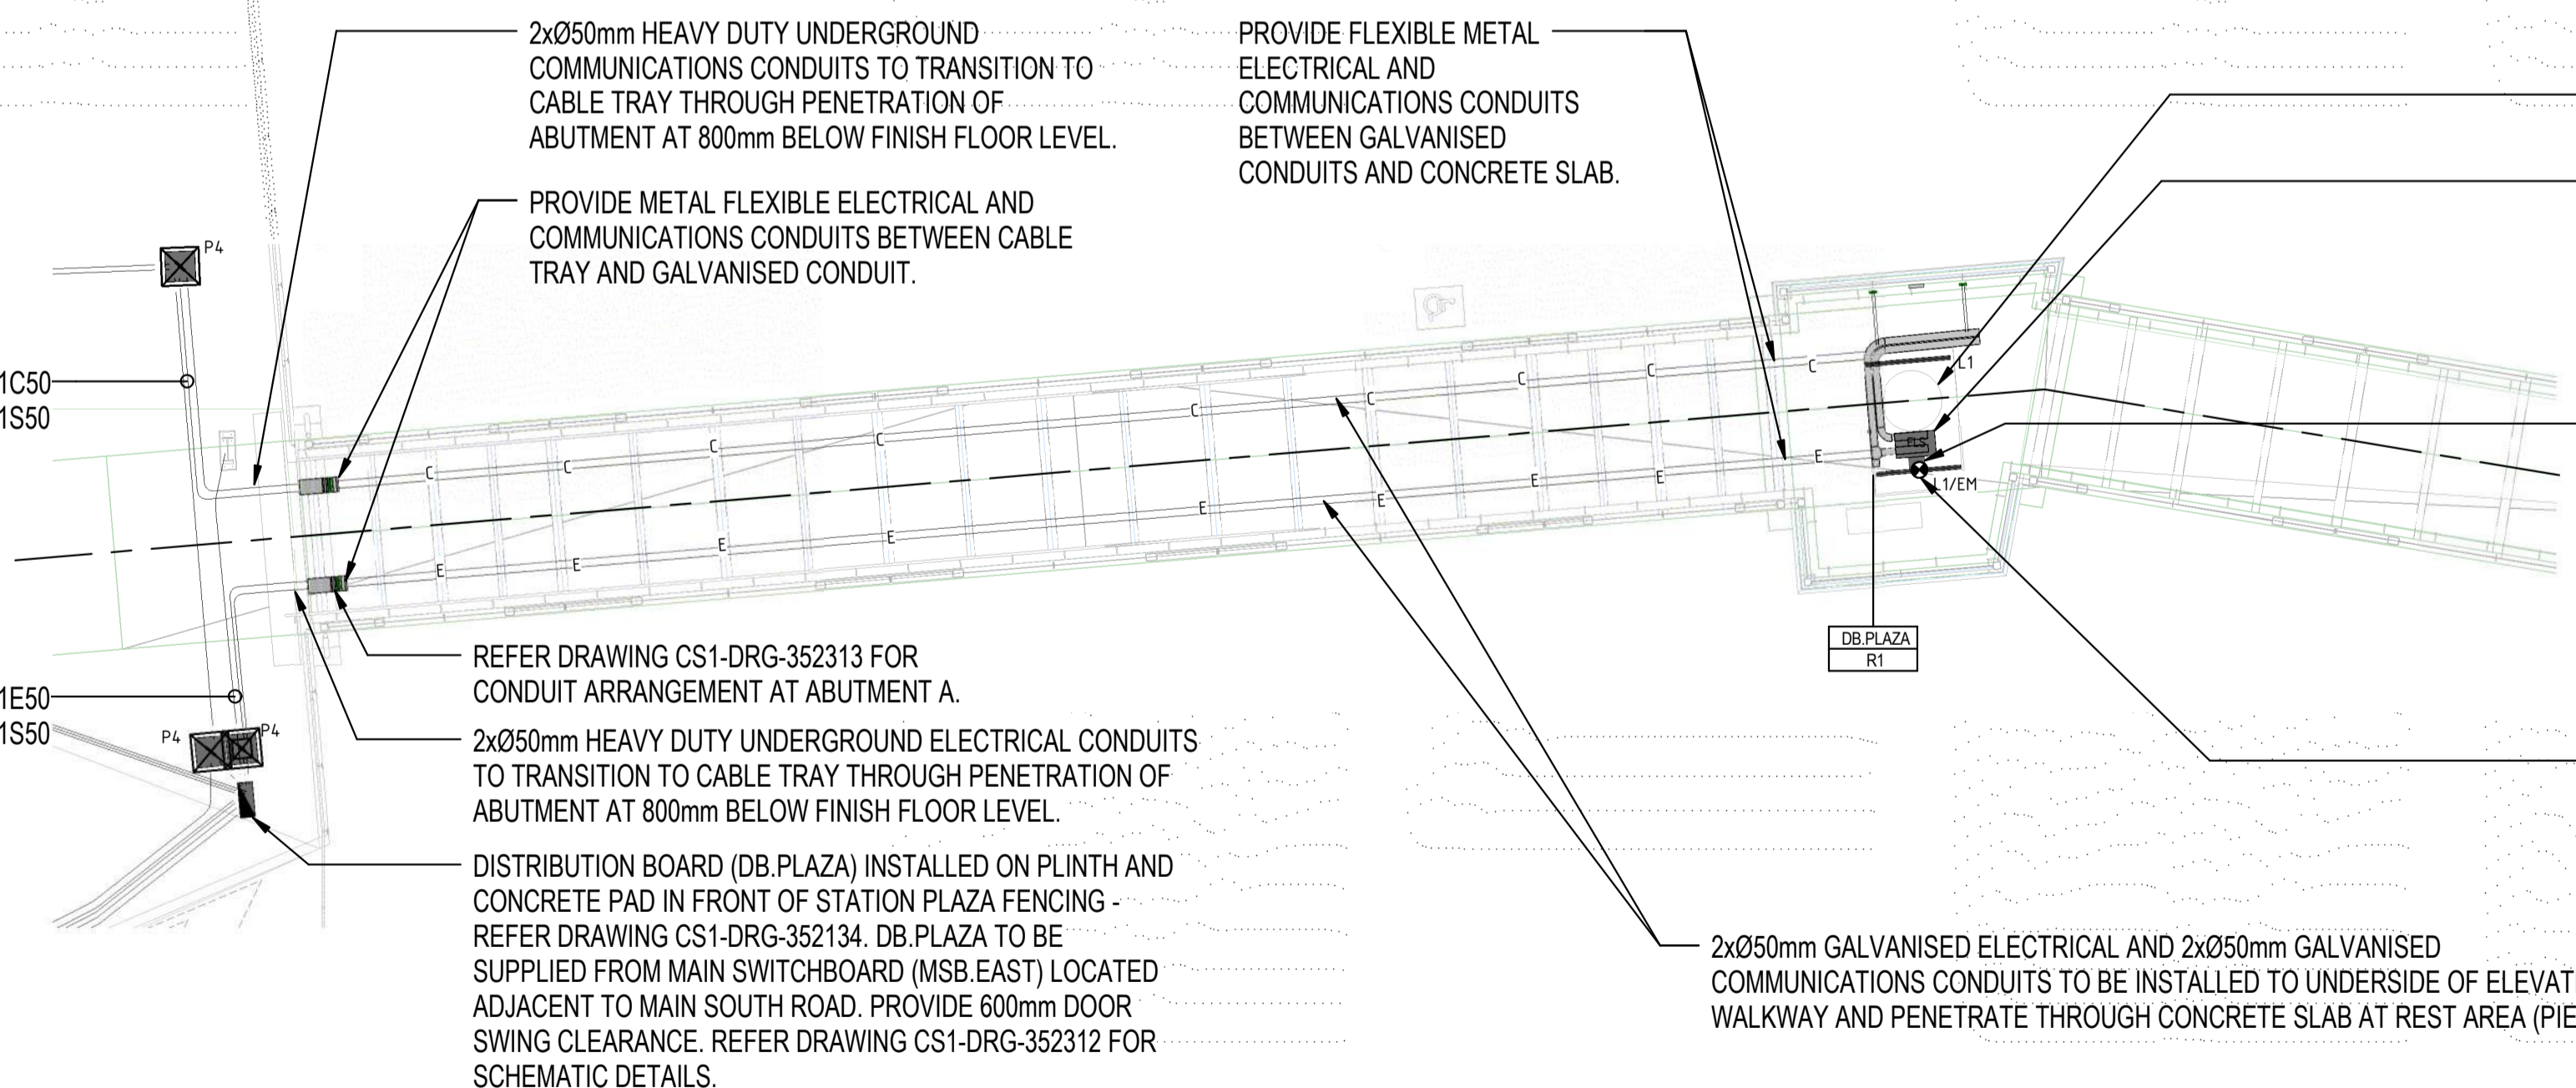 2xØ50mm HEAVY DUTY UNDERGROUND
COMMUNICATIONS CONDUITS TO TRANSITION TO
CABLE TRAY THROUGH PENETRATION OF
ABUTMENT AT 800mm BELOW FINISH FLOOR LEVEL.
PROVIDE FLEXIBLE METAL
ELECTRICAL AND
COMMUNICATIONS CONDUITS
BETWEEN GALVANISED
CONDUITS AND CONCRETE SLAB.
PROVIDE METAL FLEXIBLE ELECTRICAL AND
COMMUNICATIONS CONDUITS BETWEEN CABLE
TRAY AND GALVANISED CONDUIT.
P4
1C50
1S50
C
C
C
C
C
C
C
C
C
L1
E
E
E
E
E
E
E
E
E
E
L1/EM
DB.PLAZA
R1
REFER DRAWING CS1-DRG-352313 FOR
CONDUIT ARRANGEMENT AT ABUTMENT A.
1E50
1S50
P4
P4
2xØ50mm HEAVY DUTY UNDERGROUND ELECTRICAL CONDUITS
TO TRANSITION TO CABLE TRAY THROUGH PENETRATION OF
ABUTMENT AT 800mm BELOW FINISH FLOOR LEVEL.
DISTRIBUTION BOARD (DB.PLAZA) INSTALLED ON PLINTH AND
CONCRETE PAD IN FRONT OF STATION PLAZA FENCING -
REFER DRAWING CS1-DRG-352134. DB.PLAZA TO BE
SUPPLIED FROM MAIN SWITCHBOARD (MSB.EAST) LOCATED
ADJACENT TO MAIN SOUTH ROAD. PROVIDE 600mm DOOR
SWING CLEARANCE. REFER DRAWING CS1-DRG-352312 FOR
SCHEMATIC DETAILS.
2xØ50mm GALVANISED ELECTRICAL AND 2xØ50mm GALVANISED
COMMUNICATIONS CONDUITS TO BE INSTALLED TO UNDERSIDE OF ELEVAT
WALKWAY AND PENETRATE THROUGH CONCRETE SLAB AT REST AREA (PIE